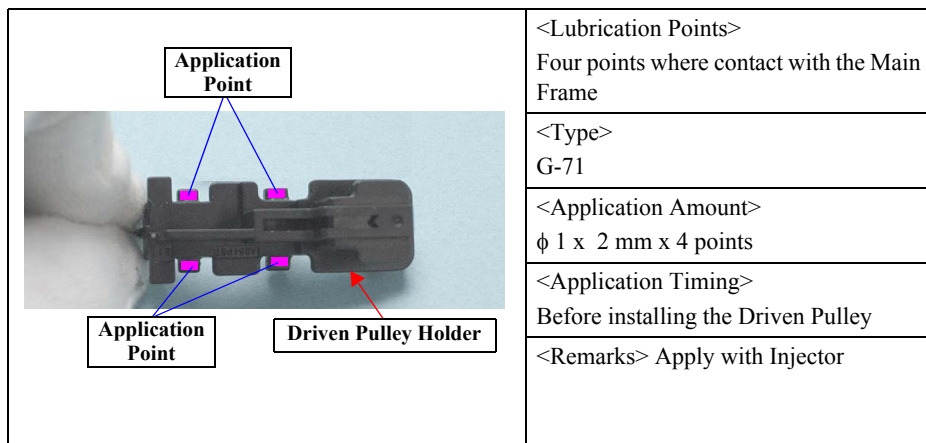 Application
Point
Application
Point
Driven Pulley Holder
<Lubrication Points>
Four points where contact with the Main
Frame
<Type>
G-71
<Application Amount>
ϕ 1 x 2 mm x 4 points
<Application Timing>
Before installing the Driven Pulley
<Remarks> Apply with Injector